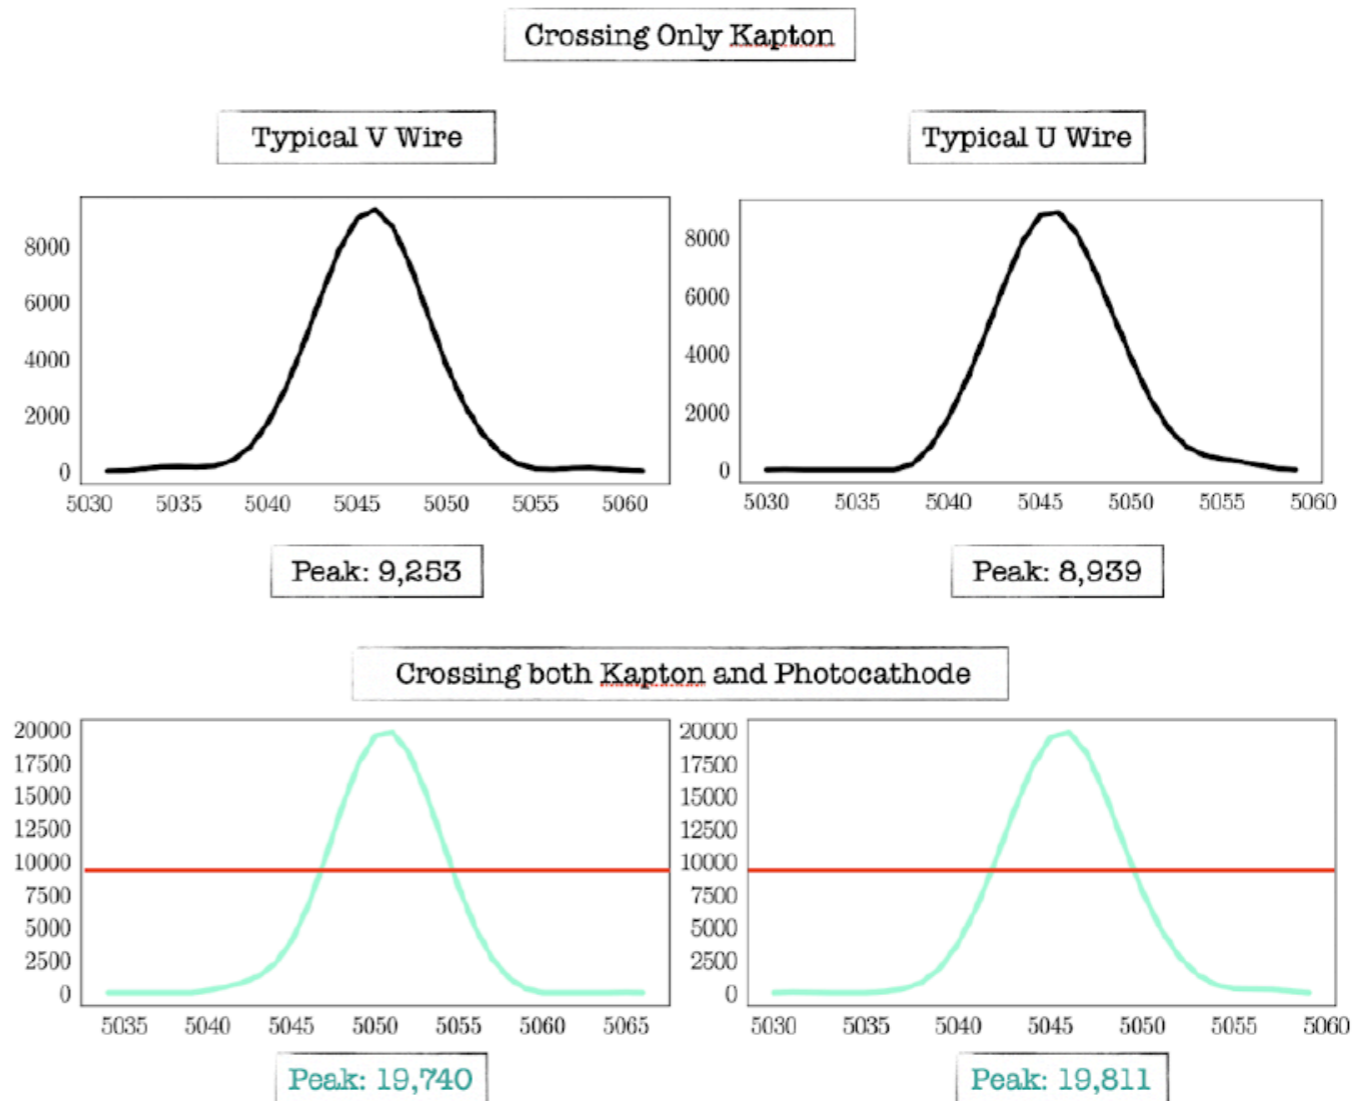 Crossing Only Kapton
Typical V Wire
Typical U Wire
8000
6000
4000
2000
0
5030 5035 5040 5045 5050 5055 5060
8000
6000
4000
2000
0
5030 5035 5040 5045 5050 5055 5060
Peak: 9,253
Peak: 8,939
Crossing both Kapton and Photocathode
20000
17500
15000
12500
10000
7500
5000
2500
0
5035 5040 5045 5050 5055 5060 5065
20000
17500
15000
12500
10000
7500
5000
2500
0
5030 5035 5040 5045 5050 5055 5060
Peak: 19,740
Peak: 19,811